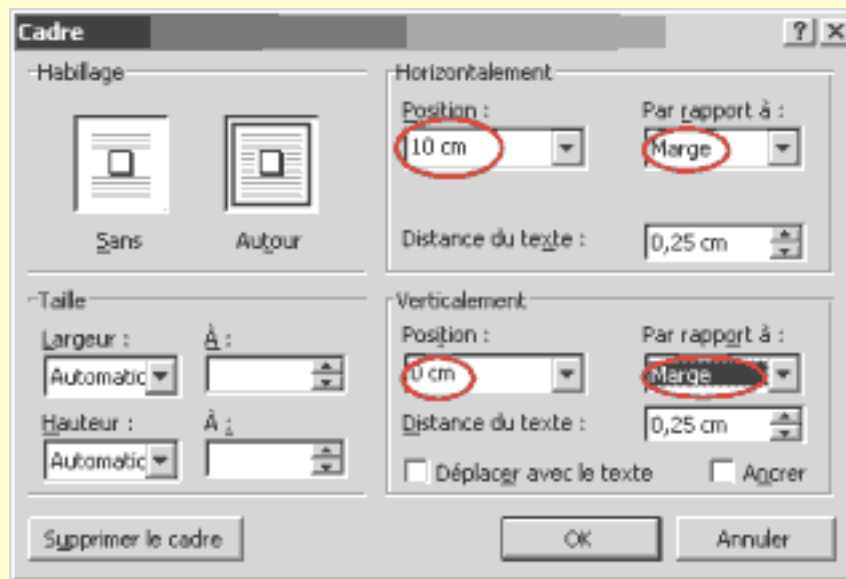 Cadre
Habillage
Sans
Autour
Horizontalement
Position :
Par rapport à :
10 cm
Marge
Distance du texte :
0,25 cm
Taille
Largeur :
À :
Automatic
Hauteur :
À :
Automatic
Verticalement
Position :
Par rapport à :
0 cm
Marge
Distance du texte :
0,25 cm
Déplacer avec le texte
Ancrer
Supprimer le cadre
OK
Annuler